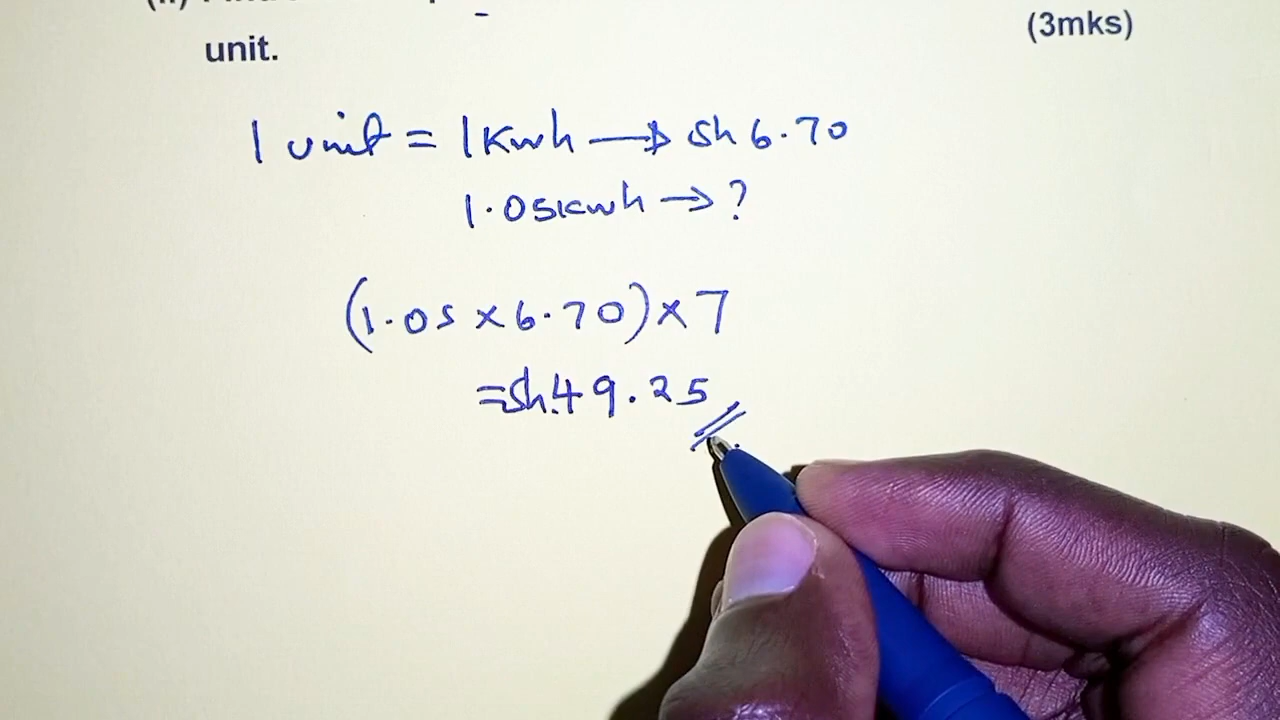 (3mks)
unit.
1 unit = 1Kwh → sh 6.70
1.05Kwh → ?
(1.05 × 6.70) × 7
= Sh. 49.25